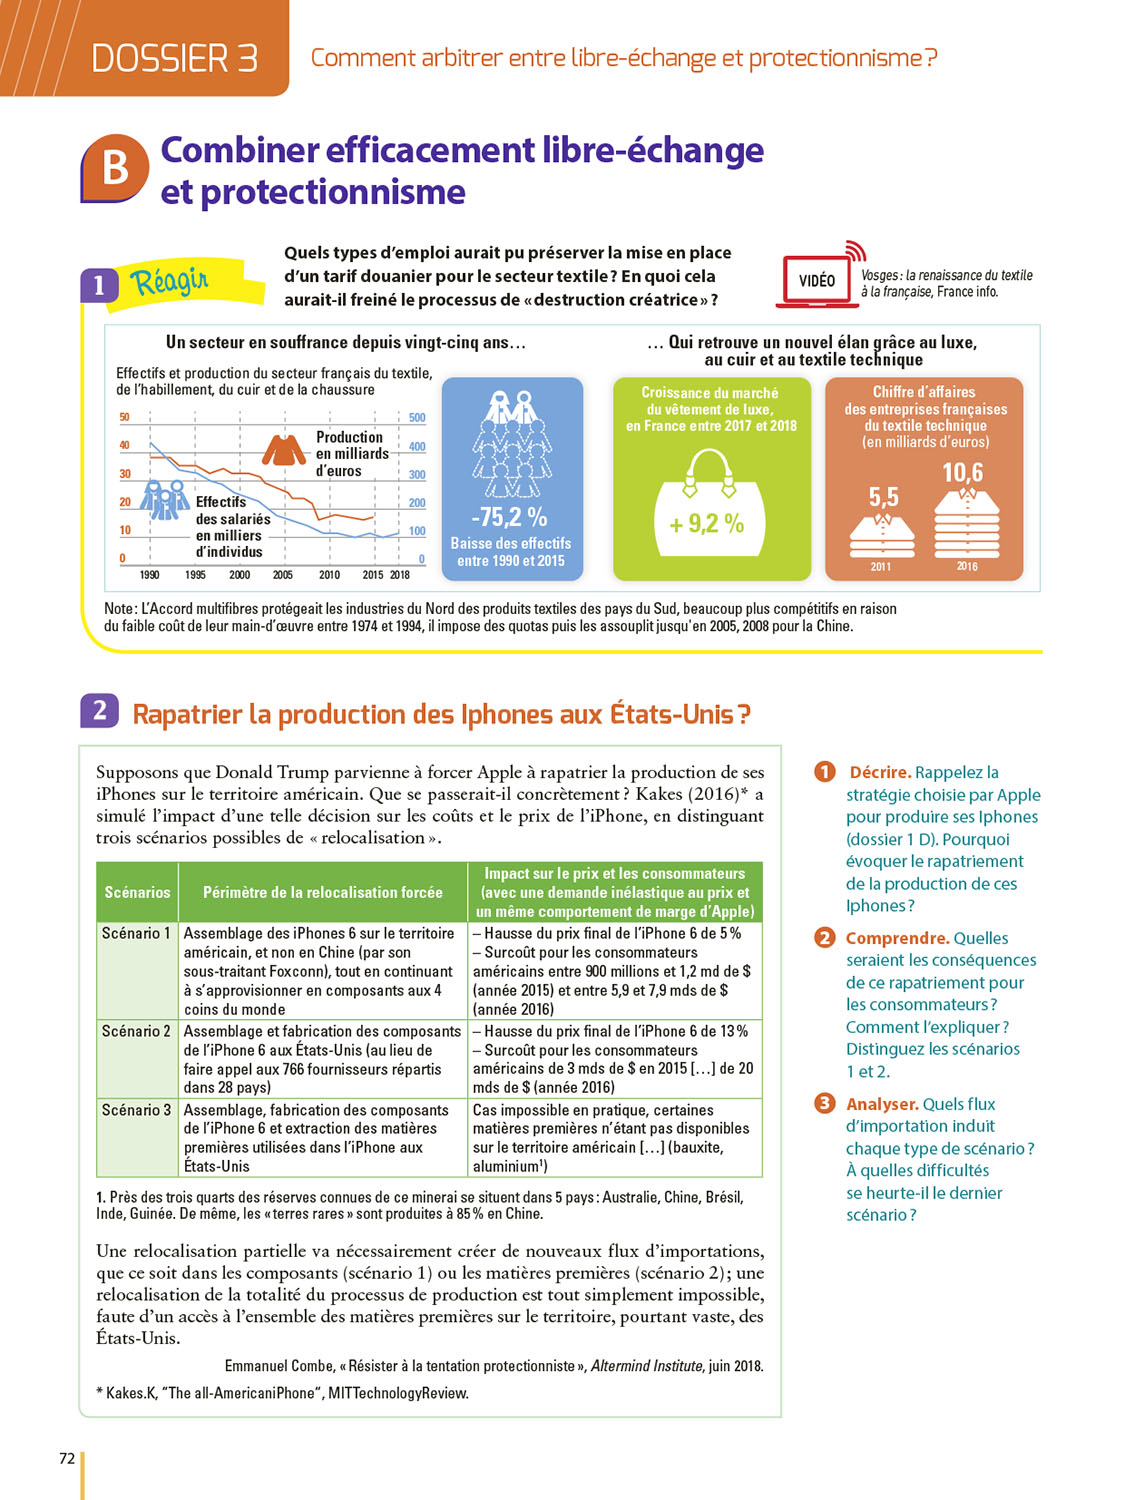 DOSSIER 3
Comment arbitrer entre libre-échange et protectionnisme ?
B
Combiner efficacement libre-échange
et protectionnisme
1
Réagir
Quels types d'emploi aurait pu préserver la mise en place
d'un tarif douanier pour le secteur textile ? En quoi cela
aurait-il freiné le processus de « destruction créatrice » ?
VIDÉO
Vosges : la renaissance du textile
à la française, France info.
Un secteur en souffrance depuis vingt-cinq ans…
Effectifs et production du secteur français du textile,
de l'habillement, du cuir et de la chaussure
50
40
30
20
10
0
500
400
300
200
100
0
Production
en milliards
d'euros
Effectifs
des salariés
en milliers
d'individus
1990 1995 2000 2005 2010 2015 2018
-75,2 %
Baisse des effectifs
entre 1990 et 2015
… Qui retrouve un nouvel élan grâce au luxe,
au cuir et au textile technique
Croissance du marché
du vêtement de luxe,
en France entre 2017 et 2018
+ 9,2 %
Chiffre d'affaires
des entreprises françaises
du textile technique
(en milliards d'euros)
5,5
10,6
2011
2016
Note : L'Accord multifibres protégeait les industries du Nord des produits textiles des pays du Sud, beaucoup plus compétitifs en raison
du faible coût de leur main-d'œuvre entre 1974 et 1994, il impose des quotas puis les assouplit jusqu'en 2005, 2008 pour la Chine.
2
Rapatrier la production des Iphones aux États-Unis ?
Supposons que Donald Trump parvienne à forcer Apple à rapatrier la production de ses
iPhones sur le territoire américain. Que se passerait-il concrètement ? Kakes (2016)* a
simulé l'impact d'une telle décision sur les coûts et le prix de l'iPhone, en distinguant
trois scénarios possibles de « relocalisation ».
Scénarios
Périmètre de la relocalisation forcée
Impact sur le prix et les consommateurs
(avec une demande inélastique au prix et
un même comportement de marge d'Apple)
Scénario 1
Assemblage des iPhones 6 sur le territoire
américain, et non en Chine (par son
sous-traitant Foxconn), tout en continuant
à s'approvisionner en composants aux 4
coins du monde
– Hausse du prix final de l'iPhone 6 de 5 %
– Surcoût pour les consommateurs
américains entre 900 millions et 1,2 md de $
(année 2015) et entre 5,9 et 7,9 mds de $
(année 2016)
Scénario 2
Assemblage et fabrication des composants
de l'iPhone 6 aux États-Unis (au lieu de
faire appel aux 766 fournisseurs répartis
dans 28 pays)
– Hausse du prix final de l'iPhone 6 de 13 %
– Surcoût pour les consommateurs
américains de 3 mds de $ en 2015 […] de 20
mds de $ (année 2016)
Scénario 3
Assemblage, fabrication des composants
de l'iPhone 6 et extraction des matières
premières utilisées dans l'iPhone aux
États-Unis
Cas impossible en pratique, certaines
matières premières n'étant pas disponibles
sur le territoire américain […] (bauxite,
aluminium¹)
1. Près des trois quarts des réserves connues de ce minerai se situent dans 5 pays : Australie, Chine, Brésil,
Inde, Guinée. De même, les « terres rares » sont produites à 85 % en Chine.
Une relocalisation partielle va nécessairement créer de nouveaux flux d'importations,
que ce soit dans les composants (scénario 1) ou les matières premières (scénario 2) ; une
relocalisation de la totalité du processus de production est tout simplement impossible,
faute d'un accès à l'ensemble des matières premières sur le territoire, pourtant vaste, des
États-Unis.
Emmanuel Combe, « Résister à la tentation protectionniste », Altermind Institute, juin 2018.
* Kakes.K, "The all-AmericaniPhone", MITTechnologyReview.
1 Décrire. Rappelez la
stratégie choisie par Apple
pour produire ses Iphones
(dossier 1 D). Pourquoi
évoquer le rapatriement
de la production de ces
Iphones ?
2 Comprendre. Quelles
seraient les conséquences
de ce rapatriement pour
les consommateurs ?
Comment l'expliquer ?
Distinguez les scénarios
1 et 2.
3 Analyser. Quels flux
d'importation induit
chaque type de scénario ?
À quelles difficultés
se heurte-il le dernier
scénario ?
72